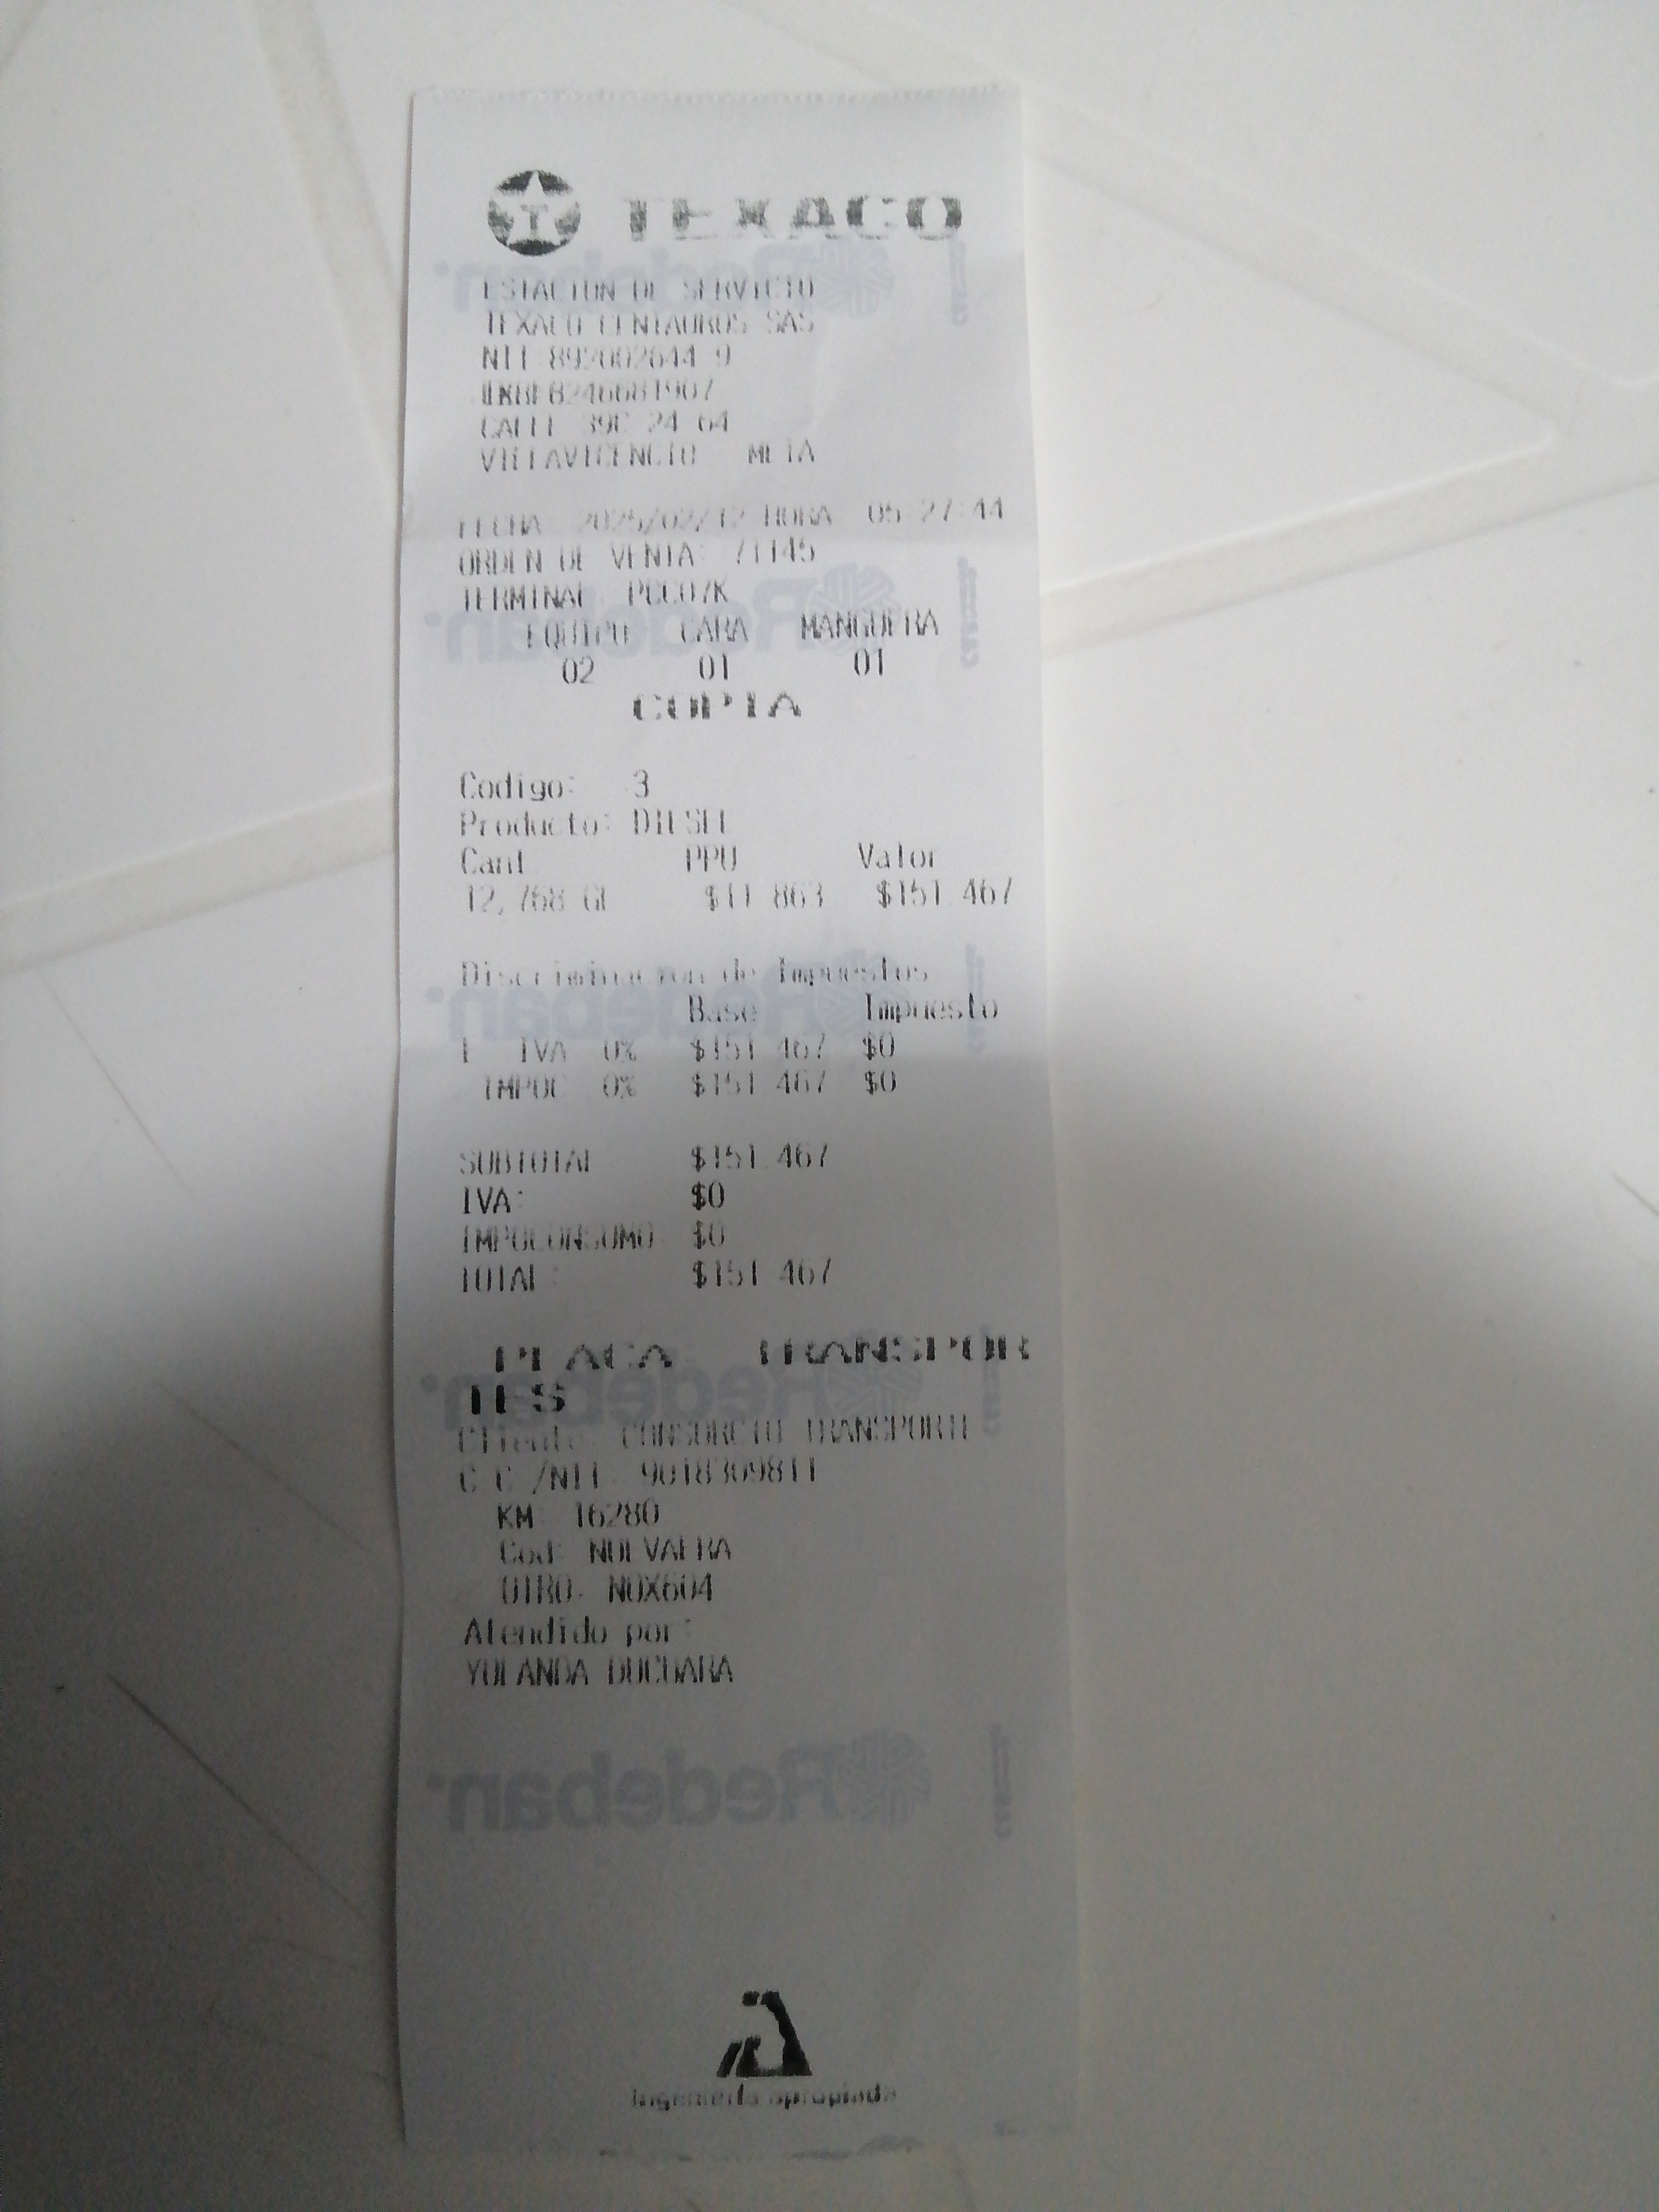 TEXACO
ESTACION DE SERVICIO
TEXACO CENTAUROS SAS
NIT 892002644 9
CALLE 39C 24 64
VILLAVICENCIO META
FECHA: 2025/02/12 HORA 05:27:44
ORDEN DE VENTA: 71145
TERMINAL: PCC07K
EQUIPO CARA MANGUERA
02 01 01
COPIA
Codigo: 3
Producto: DIESEL
Cant PPU Valor
12,768 GL $11.863 $151.467
Discriminacion de Impuestos
Base Impuesto
E IVA 0% $151.467 $0
IMPOC 0% $151.467 $0
SUBTOTAL $151.467
IVA: $0
IMPOCONSUMO $0
TOTAL: $151.467
PLACA TRANSPOR
TES
Cliente: CONSORCIO TRANSPORTE
C.C./NIT: 9018309811
KM: 16280
Cod: NUEVAERA
OTRO: NOX604
Atendido por:
YOLANDA
Redeban
Ingenieria apropiada